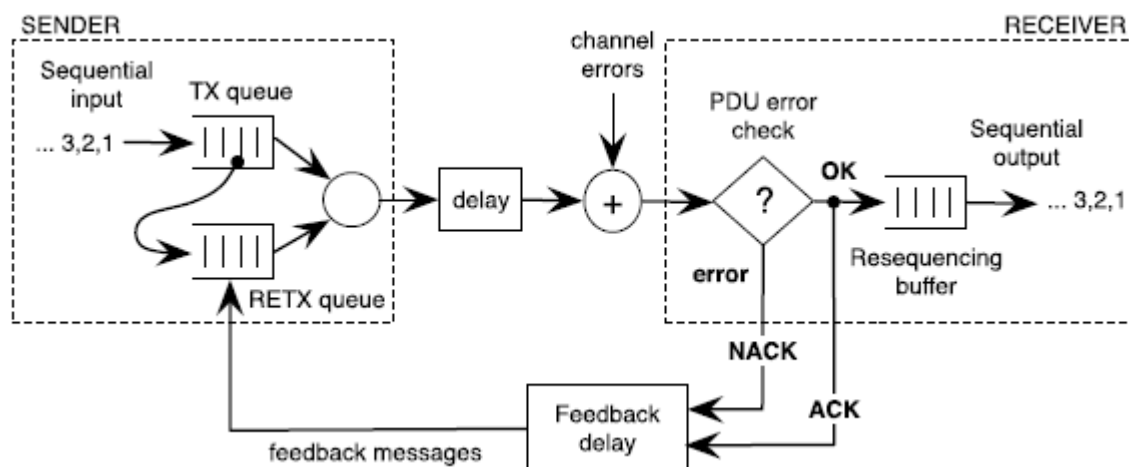 SENDER
RECEIVER
Sequential
input
... 3,2,1
TX queue
RETX queue
delay
channel
errors
+
PDU error
check
?
OK
error
Sequential
output
... 3,2,1
Resequencing
buffer
NACK
ACK
Feedback
delay
feedback messages